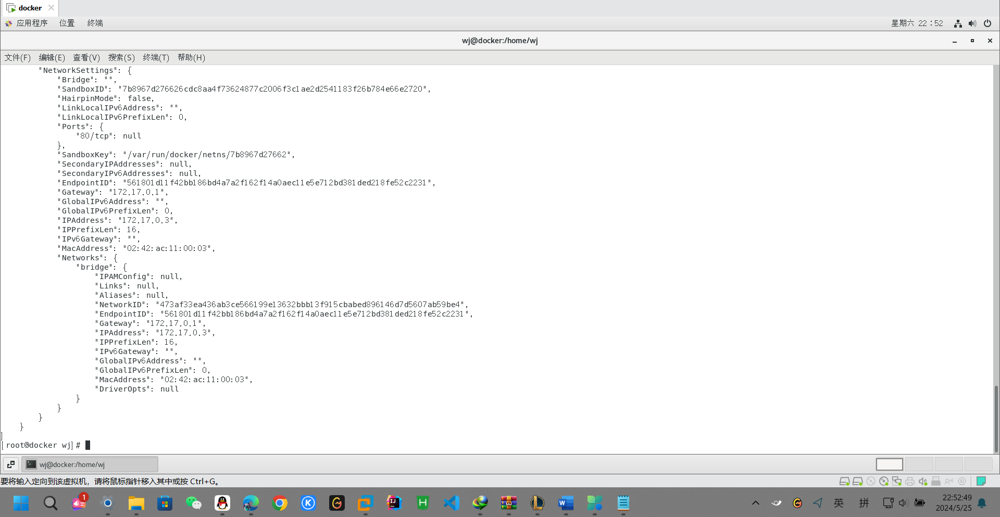 docker
应用程序 位置 终端 星期六 22：52
wj@docker:/home/wj
文件(F) 编辑(E) 查看(V) 搜索(S) 终端(T) 帮助(H)
"NetworkSettings": {
"Bridge": "",
"SandboxID": "7b8967d276626cdc8aa4f73624877c2006f3c1ae2d2541183f26b784e66e2720",
"HairpinMode": false,
"LinkLocalIPv6Address": "",
"LinkLocalIPv6PrefixLen": 0,
"Ports": {
"80/tcp": null
},
"SandboxKey": "/var/run/docker/netns/7b8967d27662",
"SecondaryIPAddresses": null,
"SecondaryIPv6Addresses": null,
"EndpointID": "561801d11f42bb186bd4a7a2f162f14a0aec11e5e712bd381ded218fe52c2231",
"Gateway": "172.17.0.1",
"GlobalIPv6Address": "",
"GlobalIPv6PrefixLen": 0,
"IPAddress": "172.17.0.3",
"IPPrefixLen": 16,
"IPv6Gateway": "",
"MacAddress": "02:42:ac:11:00:03",
"Networks": {
"bridge": {
"IPAMConfig": null,
"Links": null,
"Aliases": null,
"NetworkID": "473af33ea436ab3ce566199e13632bbb13f915cbabed896146d7d5607ab59be4",
"EndpointID": "561801d11f42bb186bd4a7a2f162f14a0aec11e5e712bd381ded218fe52c2231",
"Gateway": "172.17.0.1",
"IPAddress": "172.17.0.3",
"IPPrefixLen": 16,
"IPv6Gateway": "",
"GlobalIPv6Address": "",
"GlobalIPv6PrefixLen": 0,
"MacAddress": "02:42:ac:11:00:03",
"DriverOpts": null
}
}
}
}
]
[root@docker wj]#
wj@docker:/home/wj
要将输入定向到该虚拟机，请将鼠标指针移入其中或按 Ctrl+G。
1
英 拼 22:52:49
2024/5/25